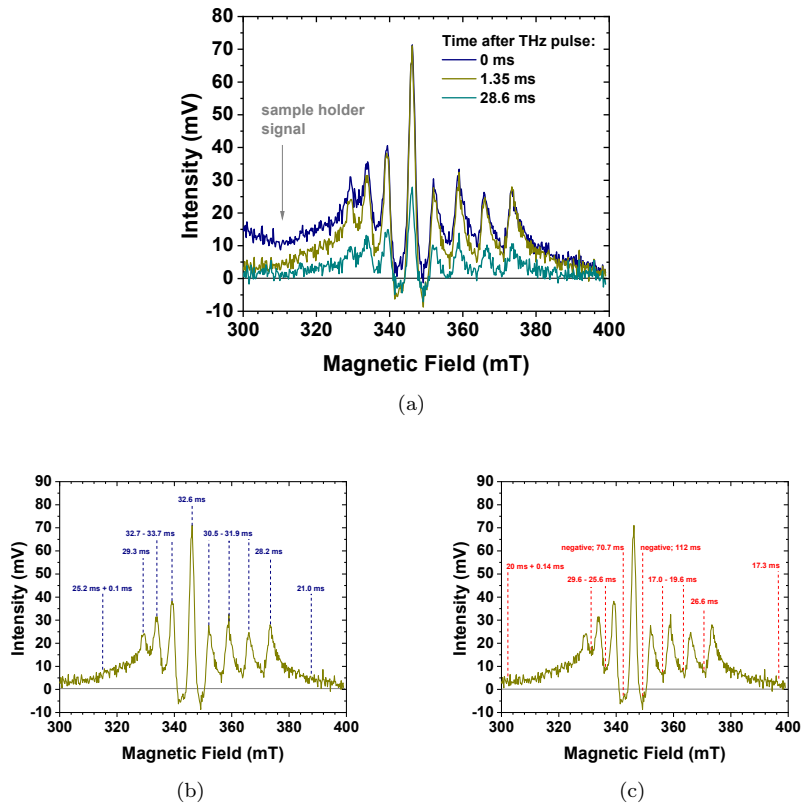 80
70
60
50
40
30
20
10
0
-10
Intensity (mV)
Time after THz pulse:
0 ms
1.35 ms
28.6 ms
sample holder
signal
300 320 340 360 380 400
Magnetic Field (mT)
(a)
90
80
70
60
50
40
30
20
10
0
-10
Intensity (mV)
32.6 ms
32.7 - 33.7 ms
30.5 - 31.9 ms
29.3 ms
28.2 ms
25.2 ms + 0.1 ms
21.0 ms
300 320 340 360 380 400
Magnetic Field (mT)
(b)
90
80
70
60
50
40
30
20
10
0
-10
Intensity (mV)
negative; 70.7 ms
negative; 112 ms
20 ms + 0.14 ms
17.3 ms
29.6 - 25.6 ms
17.0 - 19.6 ms
26.6 ms
300 320 340 360 380 400
Magnetic Field (mT)
(c)